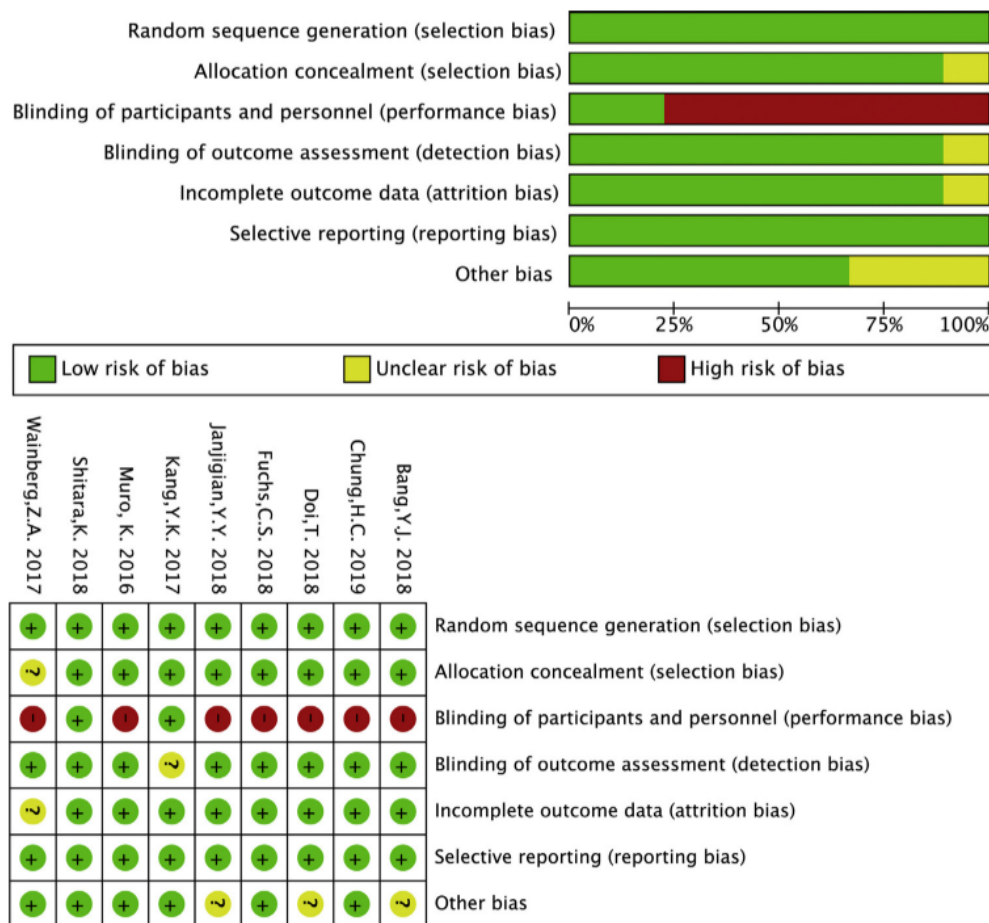 Random sequence generation (selection bias)
Allocation concealment (selection bias)
Blinding of participants and personnel (performance bias)
Blinding of outcome assessment (detection bias)
Incomplete outcome data (attrition bias)
Selective reporting (reporting bias)
Other bias
0% 25% 50% 75% 100%
Low risk of bias Unclear risk of bias High risk of bias
Wainberg,Z.A. 2017
Shitara,K. 2018
Muro, K. 2016
Kang,Y.K. 2017
Janjigian,Y.Y. 2018
Fuchs,C.S. 2018
Doi,T. 2018
Chung,H.C. 2019
Bang,Y.J. 2018
+ + + + + + + + + Random sequence generation (selection bias)
? + + + + + + + + Allocation concealment (selection bias)
– + – + – – – – – Blinding of participants and personnel (performance bias)
+ + + ? + + + + + Blinding of outcome assessment (detection bias)
? + + + + + + + + Incomplete outcome data (attrition bias)
+ + + + + + + + + Selective reporting (reporting bias)
+ + + + ? + ? + ? Other bias